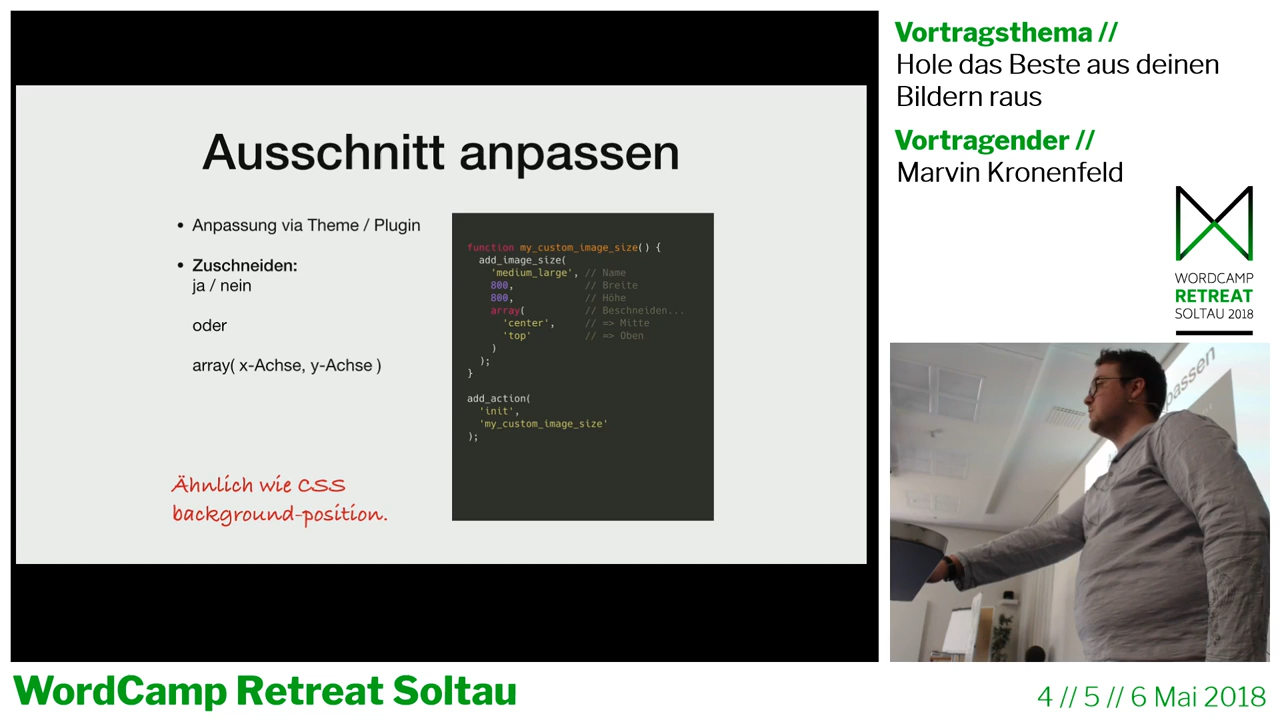 Ausschnitt anpassen
• Anpassung via Theme / Plugin
• Zuschneiden:
ja / nein
oder
array( x-Achse, y-Achse )
Ähnlich wie CSS
background-position.
function my_custom_image_size() {
add_image_size(
'medium_large', // Name
800, // Breite
800, // Höhe
array( // Beschneiden...
'center', // => Mitte
'top' // => Oben
)
);
}
add_action(
'init',
'my_custom_image_size'
);
Vortragsthema //
Hole das Beste aus deinen
Bildern raus
Vortragender //
Marvin Kronenfeld
WORDCAMP
RETREAT
SOLTAU 2018
passen
WordCamp Retreat Soltau
4 // 5 // 6 Mai 2018